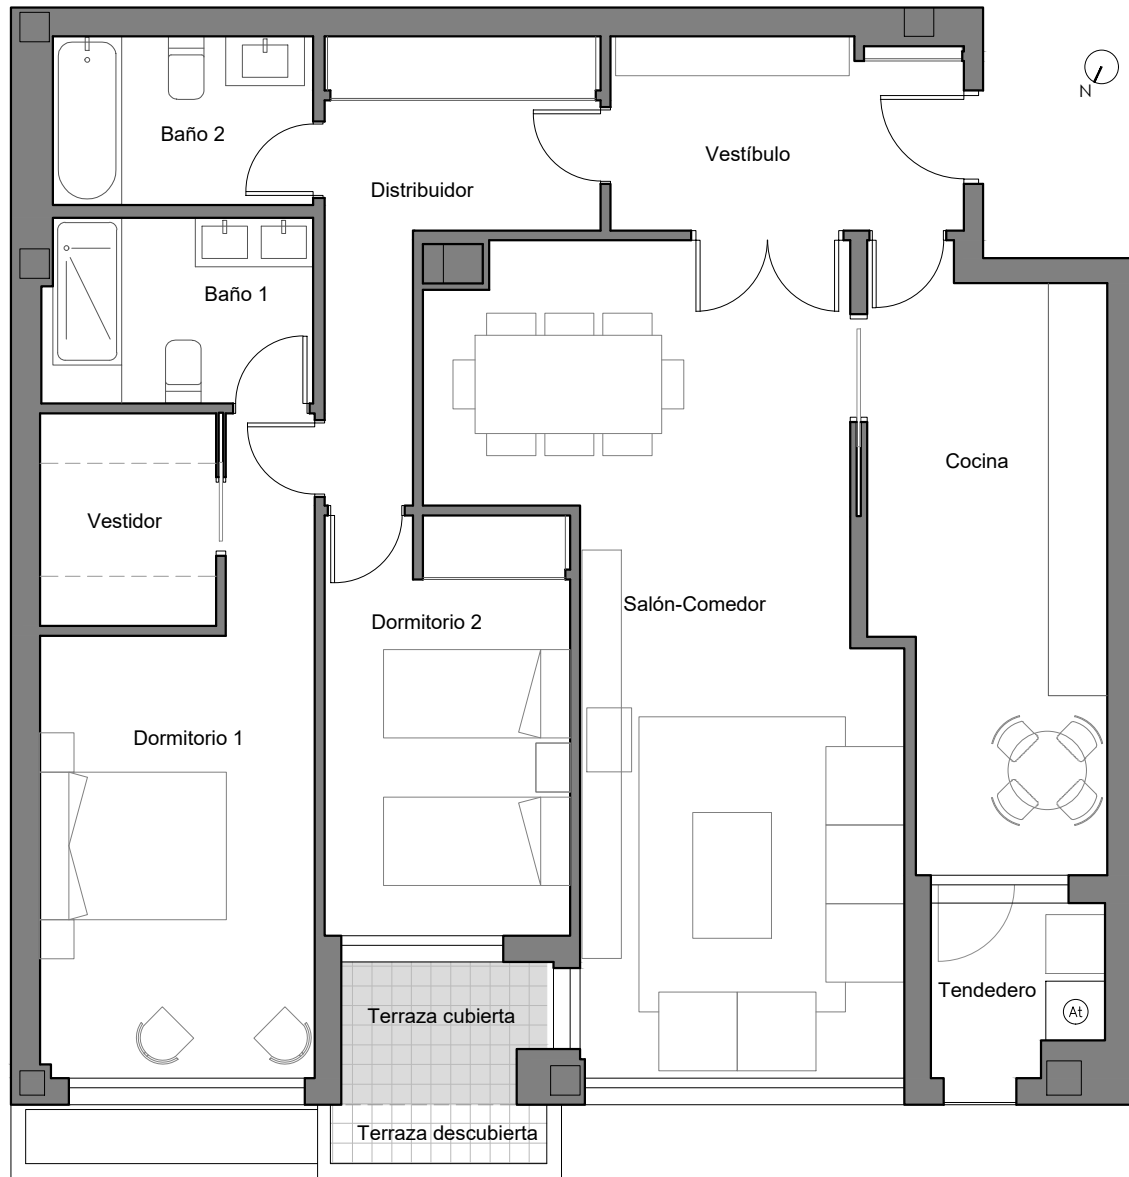 N
Baño 2
Vestíbulo
Distribuidor
Baño 1
Cocina
Vestidor
Salón-Comedor
Dormitorio 2
Dormitorio 1
Tendedero
At
Terraza cubierta
Terraza descubierta